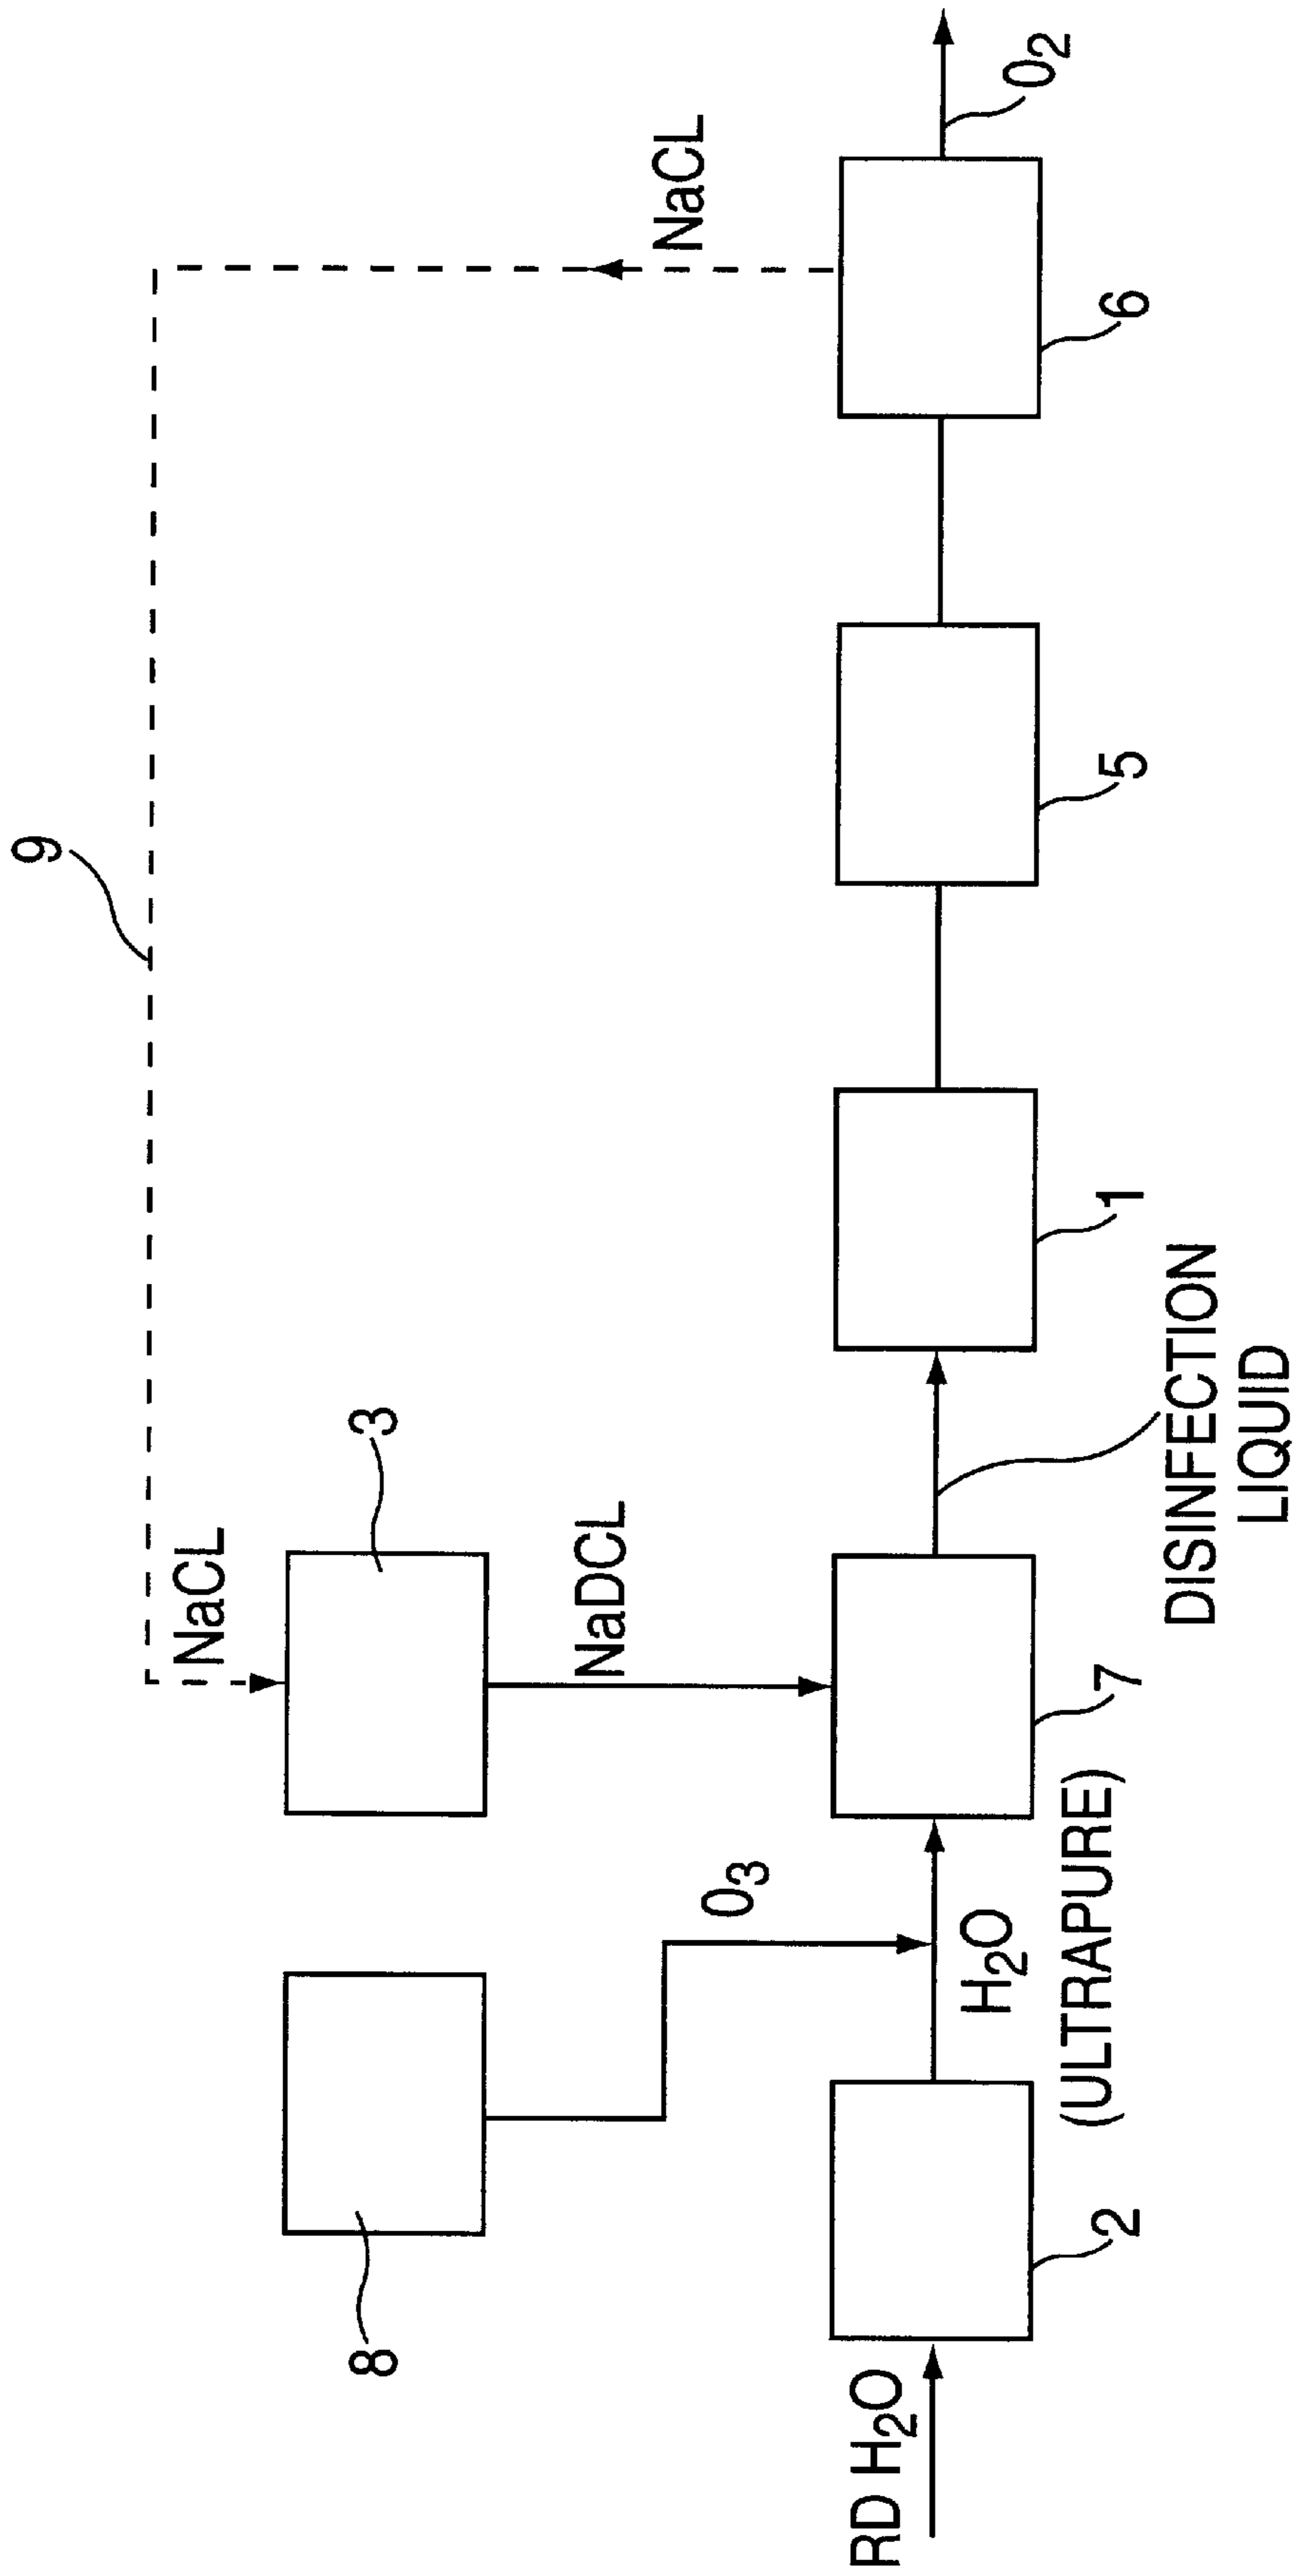 9
NaCL
NaCL
O2
3
8
NaDCL
O3
RD H2O
H2O
(ULTRAPURE)
2
7
DISINFECTION
LIQUID
1
5
6